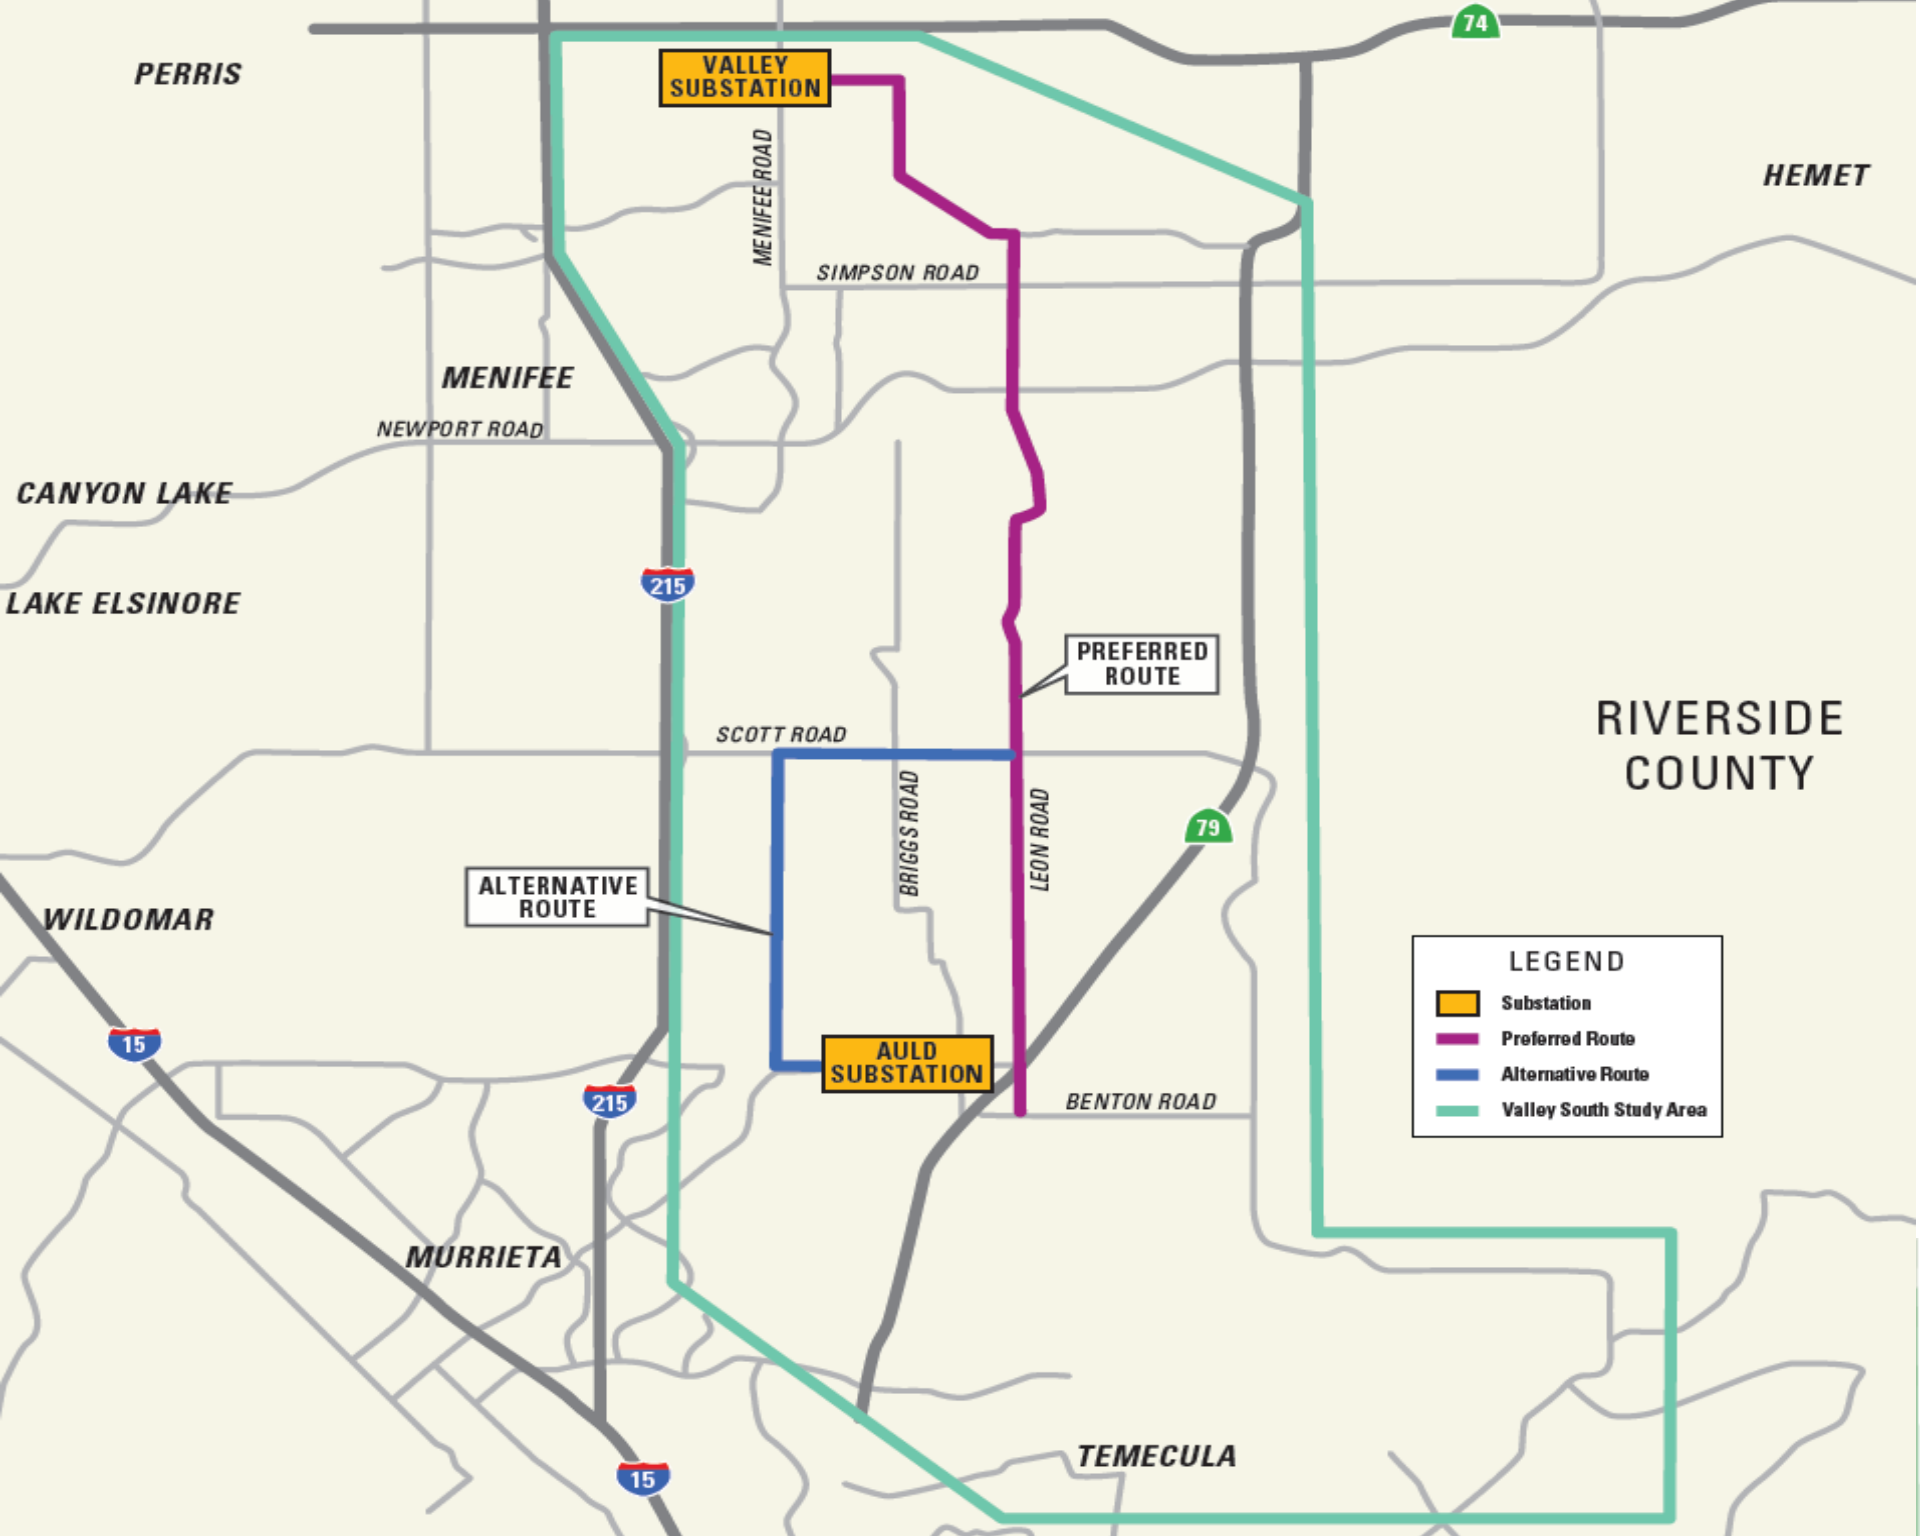 74
PERRIS
VALLEY
SUBSTATION
MENIFEE ROAD
HEMET
SIMPSON ROAD
MENIFEE
NEWPORT ROAD
CANYON LAKE
215
LAKE ELSINORE
PREFERRED
ROUTE
RIVERSIDE
COUNTY
SCOTT ROAD
BRIGGS ROAD
LEON ROAD
79
ALTERNATIVE
ROUTE
WILDOMAR
LEGEND
Substation
Preferred Route
Alternative Route
Valley South Study Area
15
AULD
SUBSTATION
215
BENTON ROAD
MURRIETA
TEMECULA
15